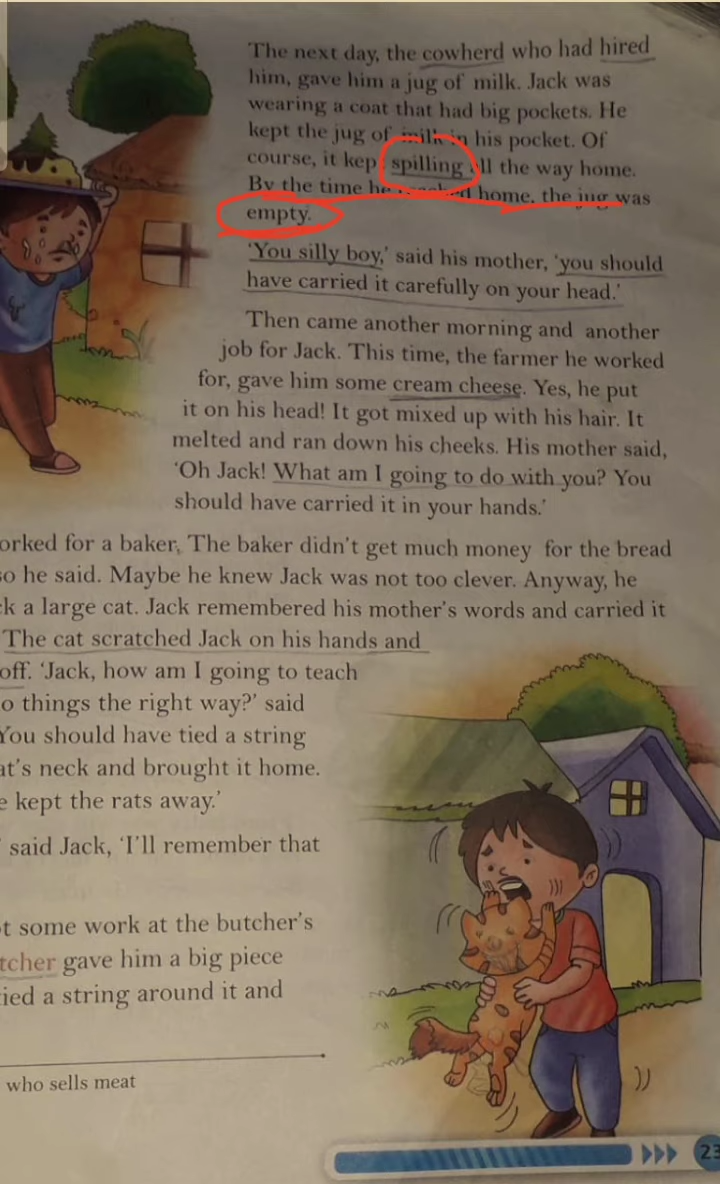 The next day, the cowherd who had hired
him, gave him a jug of milk. Jack was
wearing a coat that had big pockets. He
kept the jug of milk in his pocket. Of
course, it kep spilling all the way home.
By the time he reached home, the jug was
empty.
'You silly boy,' said his mother, 'you should
have carried it carefully on your head.'
Then came another morning and another
job for Jack. This time, the farmer he worked
for, gave him some cream cheese. Yes, he put
it on his head! It got mixed up with his hair. It
melted and ran down his cheeks. His mother said,
'Oh Jack! What am I going to do with you? You
should have carried it in your hands.'
orked for a baker. The baker didn't get much money for the bread
so he said. Maybe he knew Jack was not too clever. Anyway, he
ck a large cat. Jack remembered his mother's words and carried it
The cat scratched Jack on his hands and
off. 'Jack, how am I going to teach
o things the right way?' said
You should have tied a string
at's neck and brought it home.
e kept the rats away.'
' said Jack, 'I'll remember that
ot some work at the butcher's
tcher gave him a big piece
ied a string around it and
who sells meat
23